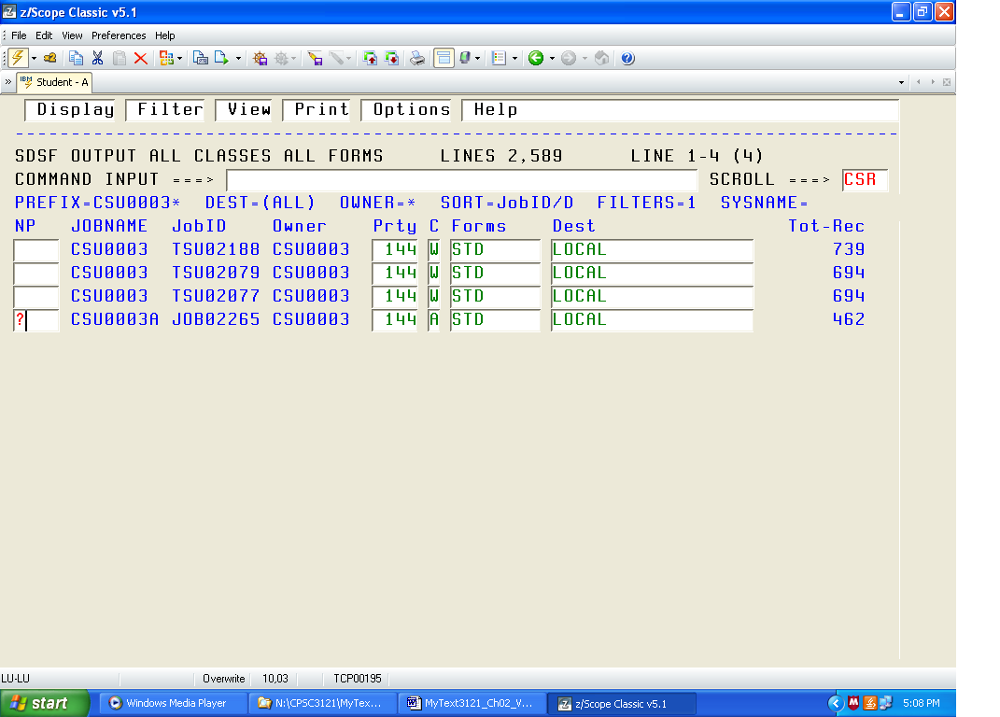 z/Scope Classic v5.1
File Edit View Preferences Help
Student - A
Display Filter View Print Options Help
SDSF OUTPUT ALL CLASSES ALL FORMS LINES 2,589 LINE 1-4 (4)
COMMAND INPUT ===> SCROLL ===> CSR
PREFIX=CSU0003* DEST=(ALL) OWNER=* SORT=JobID/D FILTERS=1 SYSNAME=
NP JOBNAME JobID Owner Prty C Forms Dest Tot-Rec
CSU0003 TSU02188 CSU0003 144 W STD LOCAL 739
CSU0003 TSU02079 CSU0003 144 W STD LOCAL 694
CSU0003 TSU02077 CSU0003 144 W STD LOCAL 694
? CSU0003A JOB02265 CSU0003 144 A STD LOCAL 462
LU-LU Overwrite 10,03 TCP00195
start Windows Media Player N:\CPSC3121\MyTex... MyText3121_Ch02_V... z/Scope Classic v5.1 5:08 PM